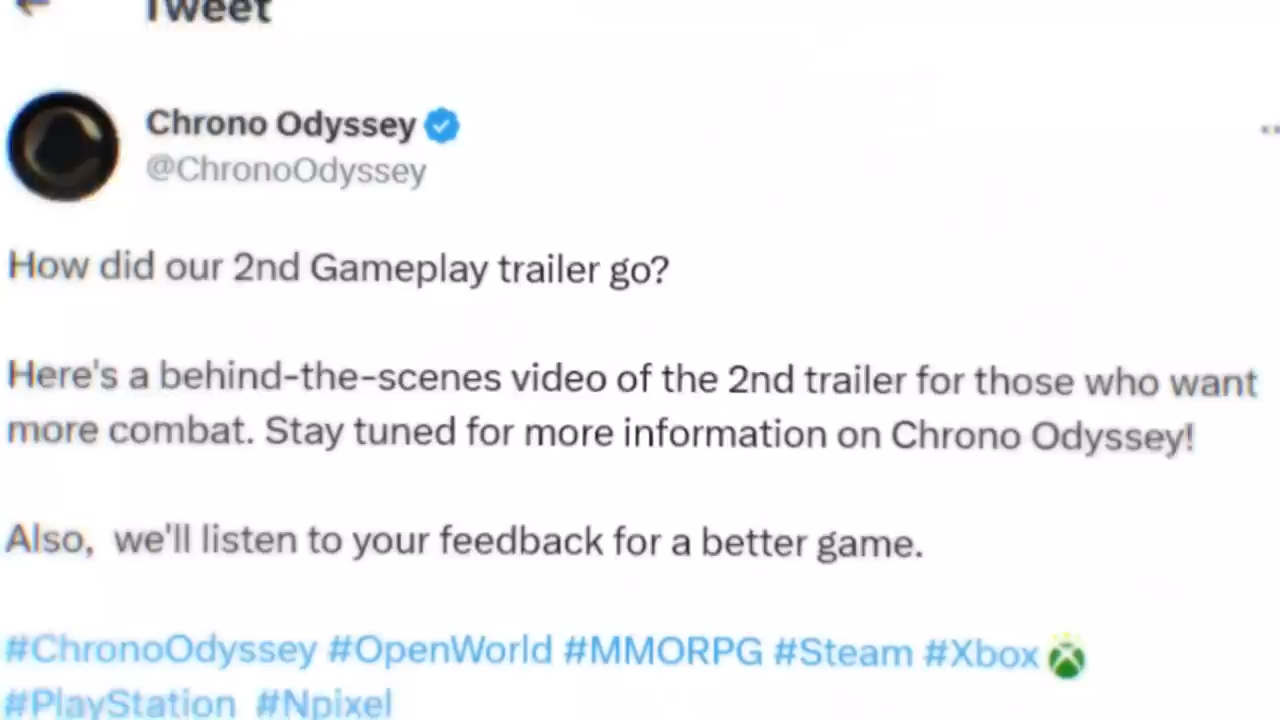 Tweet
Chrono Odyssey
@ChronoOdyssey
How did our 2nd Gameplay trailer go?
Here's a behind-the-scenes video of the 2nd trailer for those who want
more combat. Stay tuned for more information on Chrono Odyssey!
Also,  we'll listen to your feedback for a better game.
#ChronoOdyssey #OpenWorld #MMORPG #Steam #Xbox
#PlayStation  #Npixel